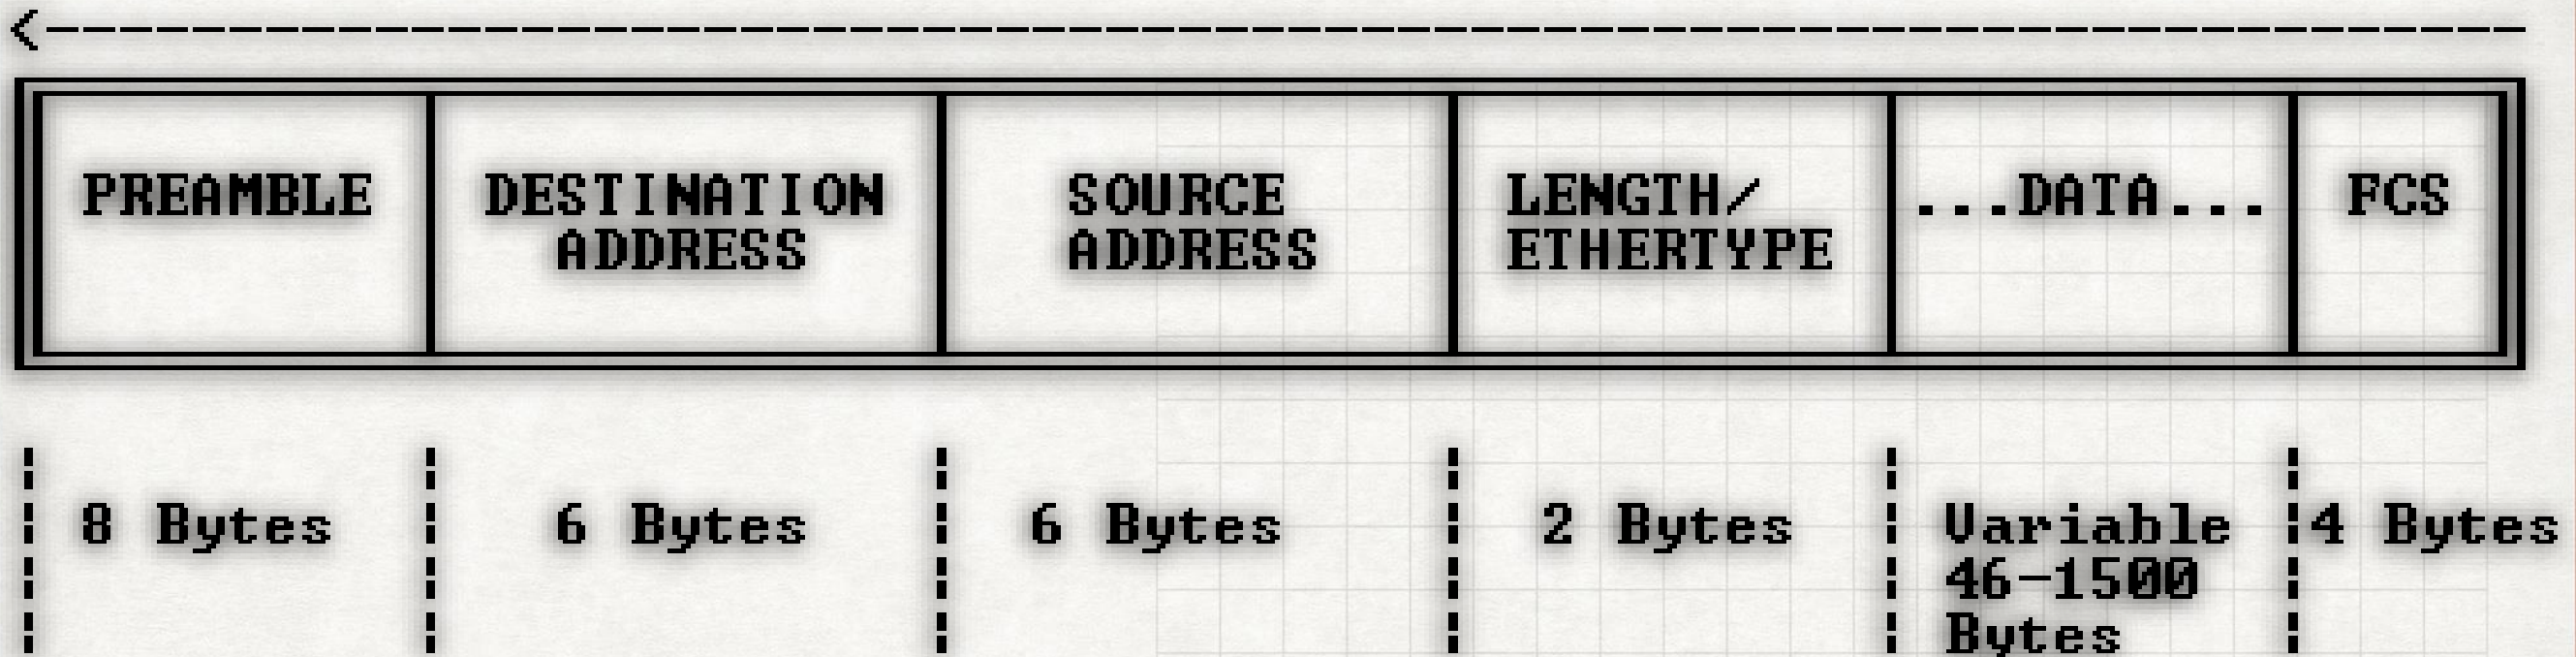 PREAMBLE
DESTINATION
ADDRESS
SOURCE
ADDRESS
LENGTH/
ETHERTYPE
...DATA...
FCS
8 Bytes
6 Bytes
6 Bytes
2 Bytes
Variable
46-1500
Bytes
4 Bytes